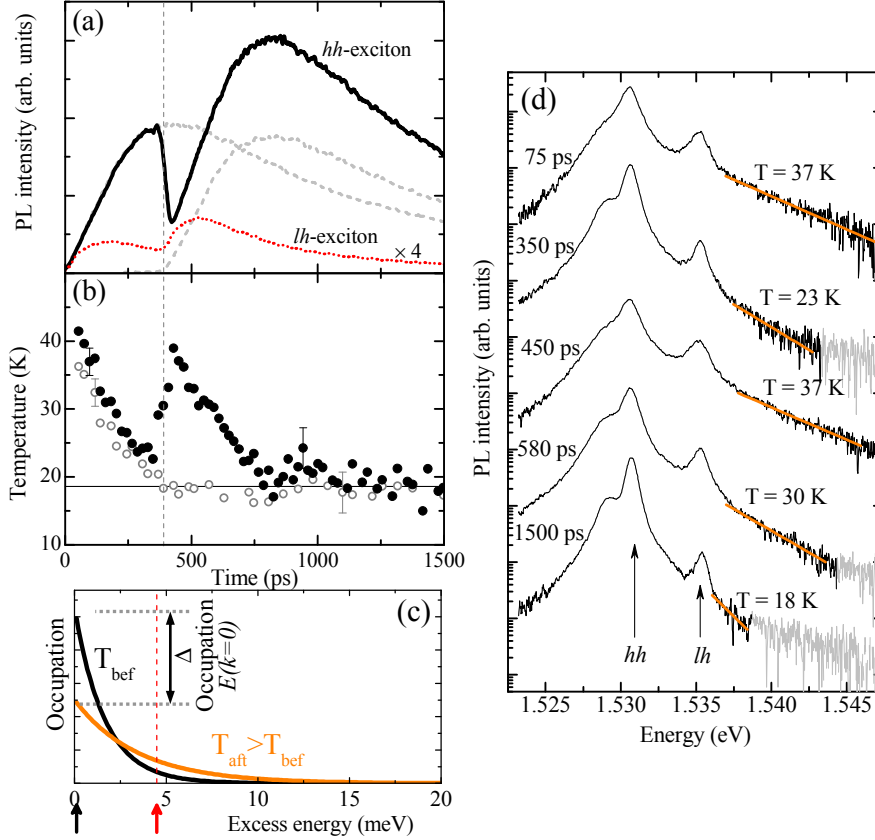 (a)
hh-exciton
lh-exciton
× 4
PL intensity (arb. units)
(b)
40
30
20
10
Temperature (K)
0
500
1000
1500
Time (ps)
(c)
Occupation
T_bef
Δ Occupation
E(k=0)
T_aft>T_bef
0
5
10
15
20
Excess energy (meV)
(d)
75 ps
T = 37 K
350 ps
T = 23 K
450 ps
T = 37 K
580 ps
T = 30 K
1500 ps
T = 18 K
hh
lh
PL intensity (arb. units)
1.525
1.530
1.535
1.540
1.545
Energy (eV)